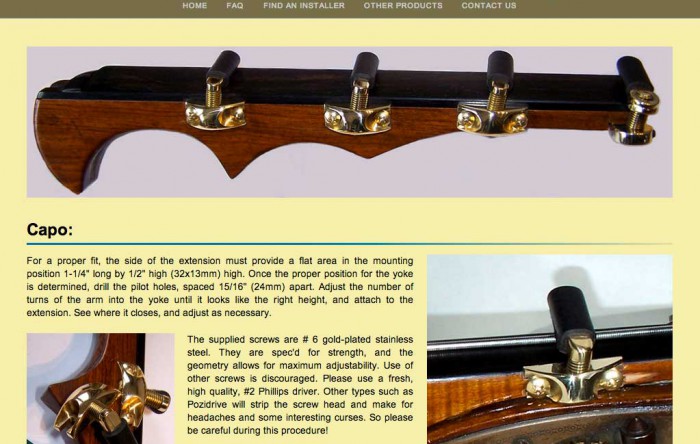 HOME FAQ FIND AN INSTALLER OTHER PRODUCTS CONTACT US
Capo:
For a proper fit, the side of the extension must provide a flat area in the mounting
position 1-1/4" long by 1/2" high (32x13mm) high. Once the proper position for the yoke
is determined, drill the pilot holes, spaced 15/16" (24mm) apart. Adjust the number of
turns of the arm into the yoke until it looks like the right height, and attach to the
extension. See where it closes, and adjust as necessary.
The supplied screws are # 6 gold-plated stainless
steel. They are spec'd for strength, and the
geometry allows for maximum adjustability. Use of
other screws is discouraged. Please use a fresh,
high quality, #2 Phillips driver. Other types such as
Pozidrive will strip the screw head and make for
headaches and some interesting curses. So please
be careful during this procedure!